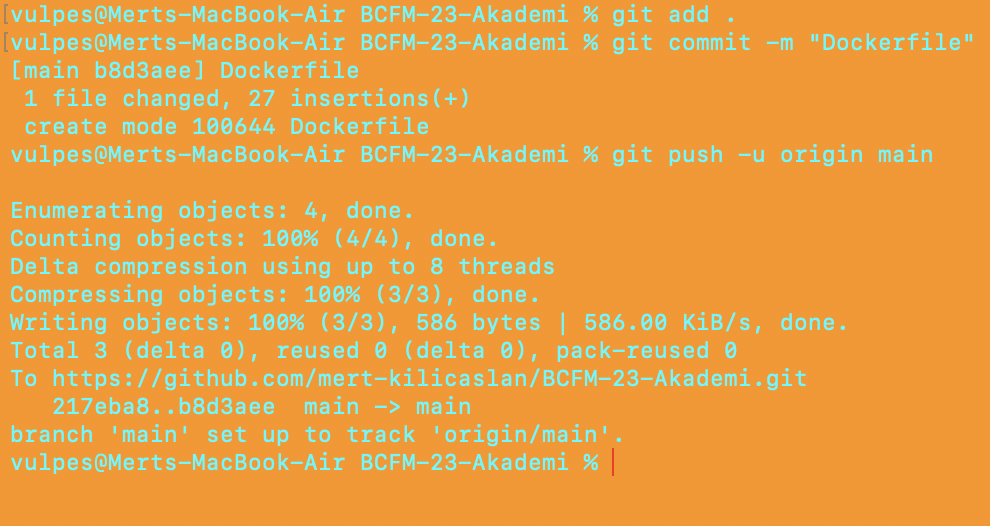 [vulpes@Merts-MacBook-Air BCFM-23-Akademi % git add .
[vulpes@Merts-MacBook-Air BCFM-23-Akademi % git commit -m "Dockerfile"
[main b8d3aee] Dockerfile
1 file changed, 27 insertions(+)
create mode 100644 Dockerfile
vulpes@Merts-MacBook-Air BCFM-23-Akademi % git push -u origin main
Enumerating objects: 4, done.
Counting objects: 100% (4/4), done.
Delta compression using up to 8 threads
Compressing objects: 100% (3/3), done.
Writing objects: 100% (3/3), 586 bytes | 586.00 KiB/s, done.
Total 3 (delta 0), reused 0 (delta 0), pack-reused 0
To https://github.com/mert-kilicaslan/BCFM-23-Akademi.git
217eba8..b8d3aee  main -> main
branch 'main' set up to track 'origin/main'.
vulpes@Merts-MacBook-Air BCFM-23-Akademi %